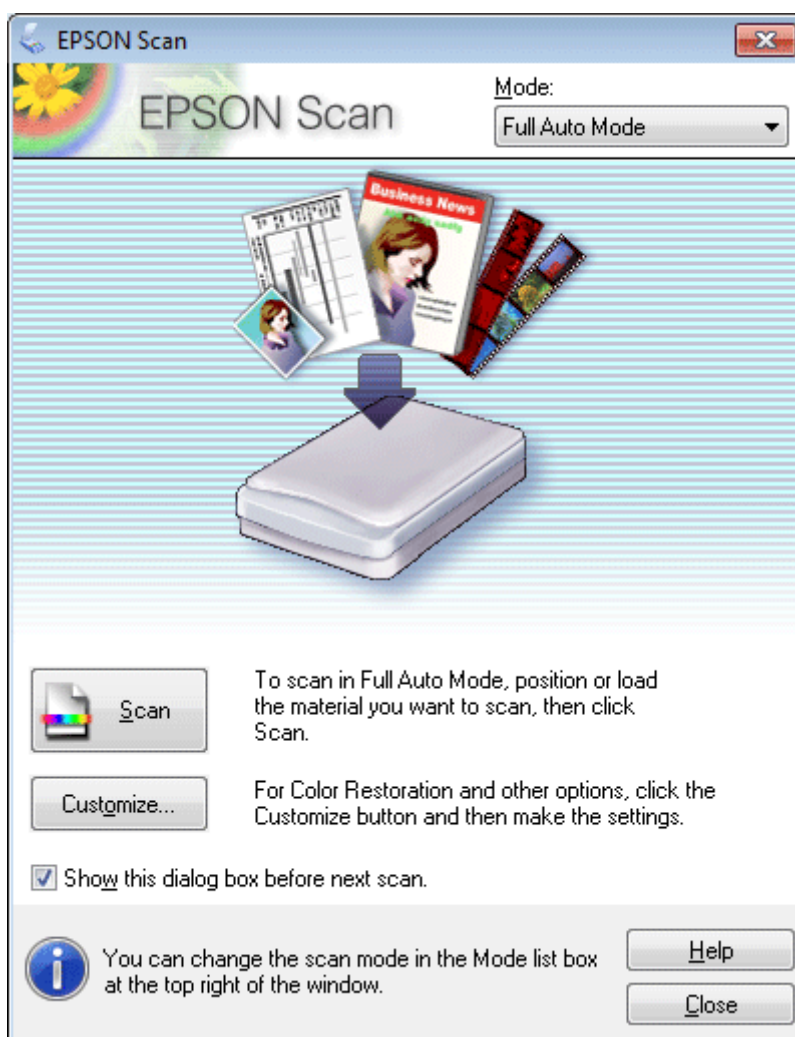 EPSON Scan
EPSON Scan
Mode:
Full Auto Mode
Business News
Scan
To scan in Full Auto Mode, position or load
the material you want to scan, then click
Scan.
Customize...
For Color Restoration and other options, click the
Customize button and then make the settings.
Show this dialog box before next scan.
You can change the scan mode in the Mode list box
at the top right of the window.
Help
Close